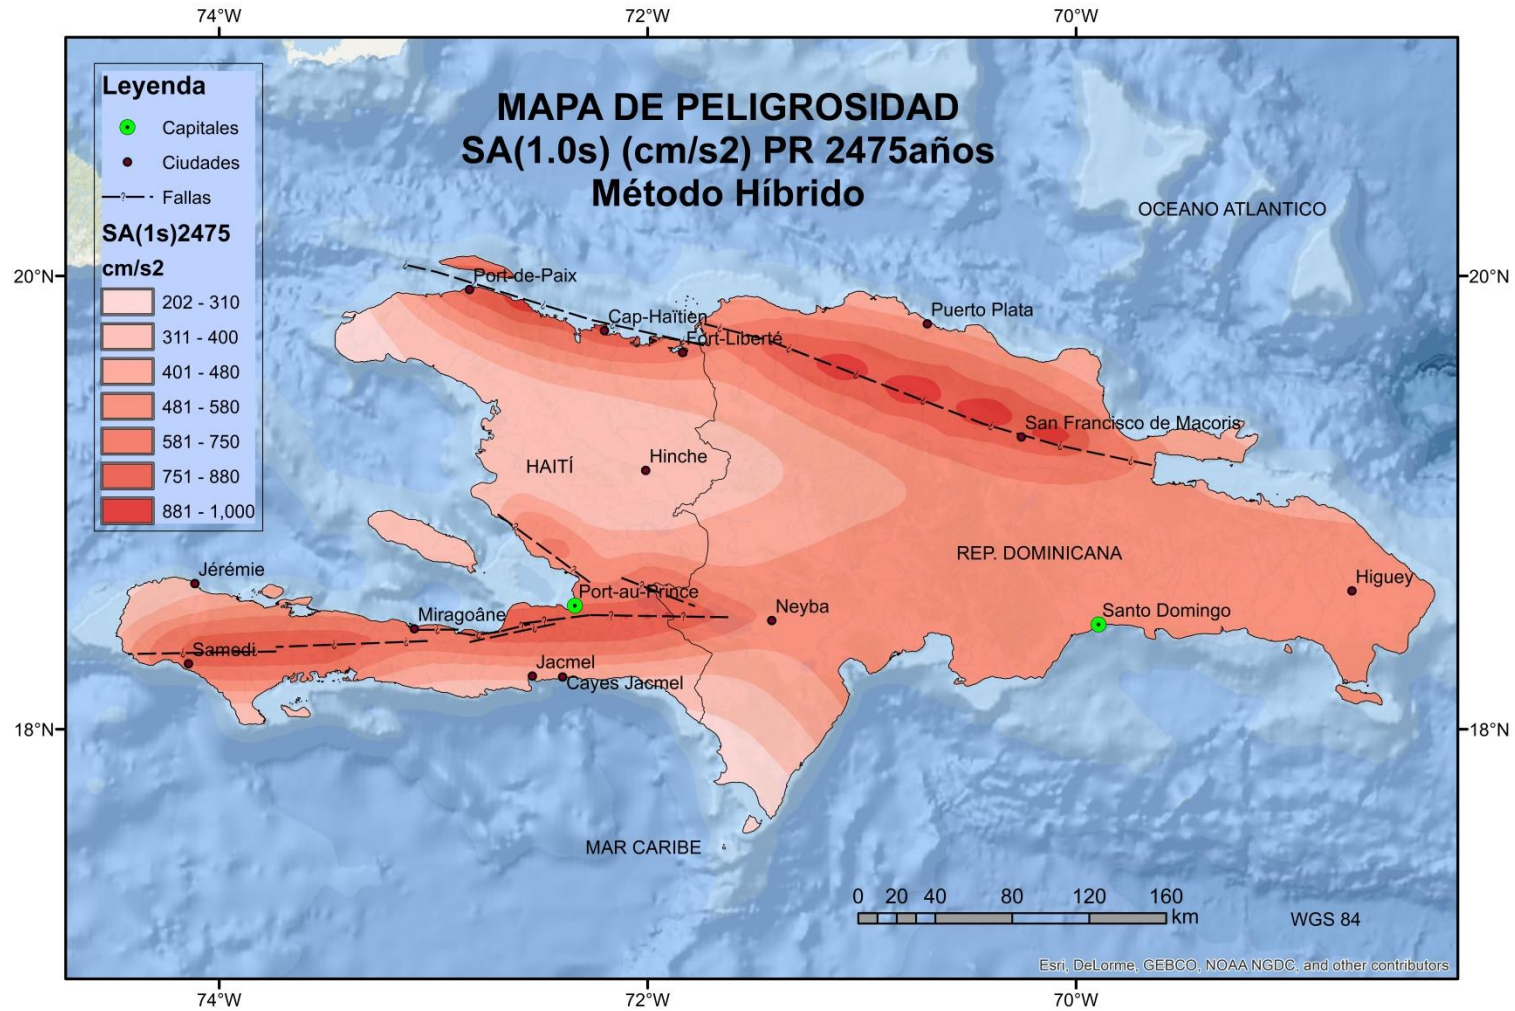 74°W
72°W
70°W
Leyenda
Capitales
Ciudades
Fallas
SA(1s)2475
cm/s2
202 - 310
311 - 400
401 - 480
481 - 580
581 - 750
751 - 880
881 - 1,000
MAPA DE PELIGROSIDAD
SA(1.0s) (cm/s2) PR 2475años
Método Híbrido
OCEANO ATLANTICO
20°N
20°N
Port-de-Paix
Cap-Haïtien
Fort-Liberté
Puerto Plata
San Francisco de Macoris
HAITÍ
Hinche
REP. DOMINICANA
Jérémie
Port-au-Prince
Miragoâne
Neyba
Higuey
Santo Domingo
Samedi
Jacmel
Cayes Jacmel
18°N
18°N
MAR CARIBE
0 20 40 80 120 160
km
WGS 84
Esri, DeLorme, GEBCO, NOAA NGDC, and other contributors
74°W
72°W
70°W